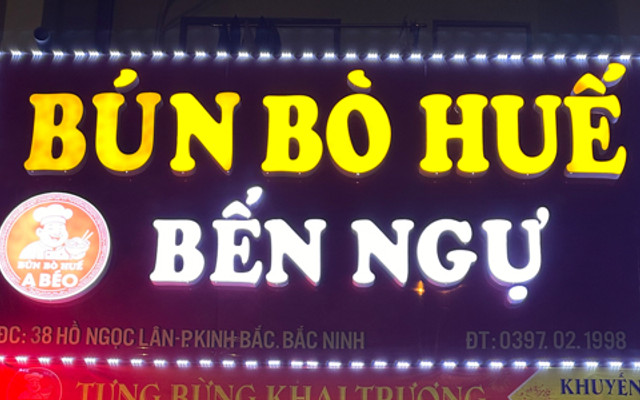 BÚN BÒ HUẾ
BẾN NGỰ
BÚN BÒ HUẾ
A BÉO
ĐC: 38 HỒ NGỌC LÂN-P.KINH BẮC. BẮC NINH
ĐT: 0397. 02. 1998
TƯNG BỪNG KHAI TRƯƠNG
KHUYẾN